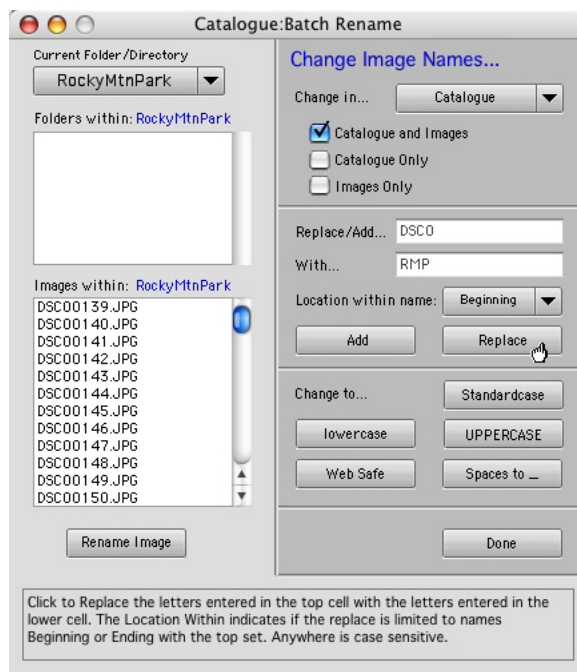 Catalogue:Batch Rename
Current Folder/Directory
RockyMtnPark
Folders within: RockyMtnPark
Images within: RockyMtnPark
DSC00139.JPG
DSC00140.JPG
DSC00141.JPG
DSC00142.JPG
DSC00143.JPG
DSC00144.JPG
DSC00145.JPG
DSC00146.JPG
DSC00147.JPG
DSC00148.JPG
DSC00149.JPG
DSC00150.JPG
Rename Image
Change Image Names...
Change in... Catalogue
Catalogue and Images
Catalogue Only
Images Only
Replace/Add... DSC0
With... RMP
Location within name: Beginning
Add Replace
Change to... Standardcase
lowercase UPPERCASE
Web Safe Spaces to _
Done
Click to Replace the letters entered in the top cell with the letters entered in the
lower cell. The Location Within indicates if the replace is limited to names
Beginning or Ending with the top set. Anywhere is case sensitive.